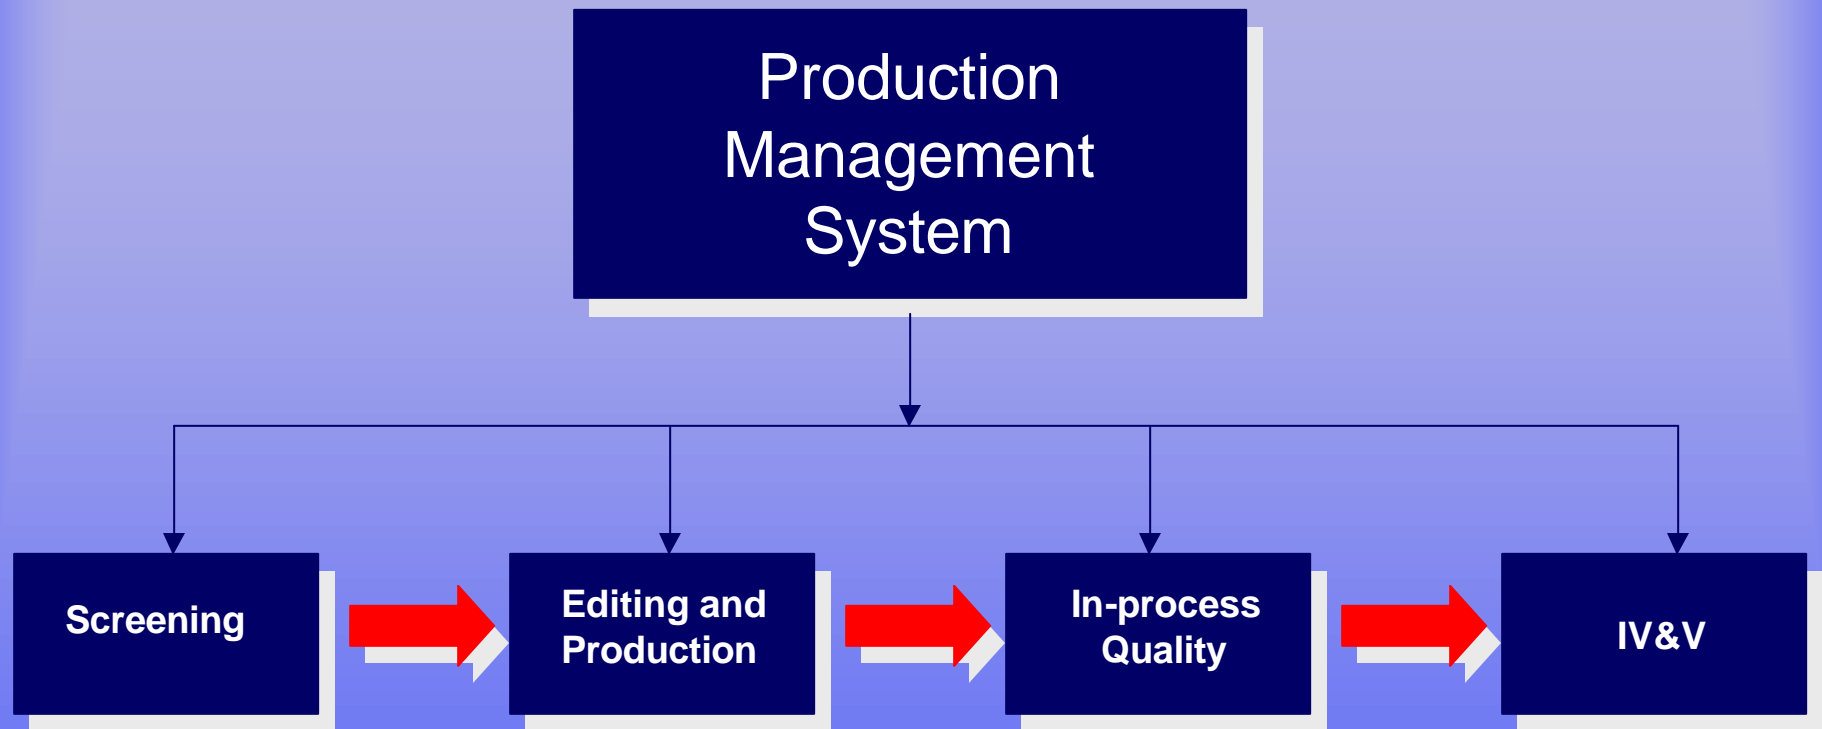 Production
Management
System
Screening
Editing and
Production
In-process
Quality
IV&V